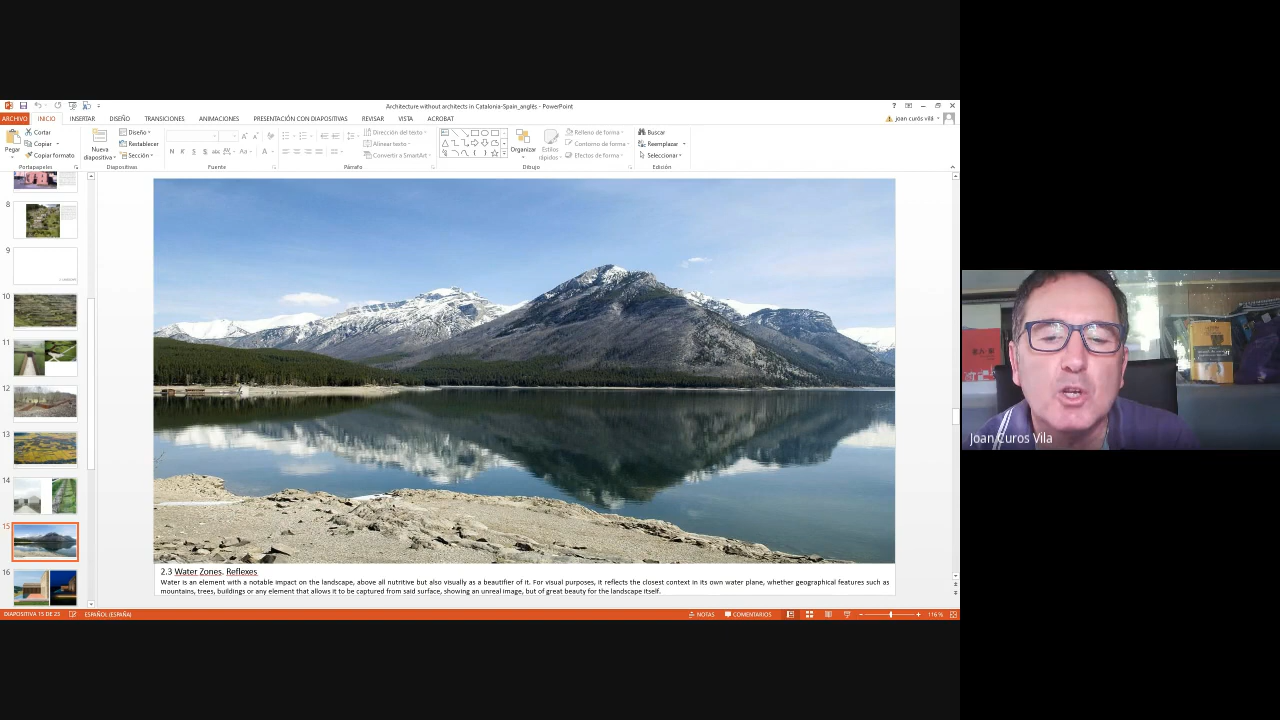 Architecture without architects in Catalonia-Spain_anglès - PowerPoint
ARCHIVO INICIO INSERTAR DISEÑO TRANSICIONES ANIMACIONES PRESENTACIÓN CON DIAPOSITIVAS REVISAR VISTA ACROBAT
joan curós vilà
Pegar
Cortar
Copiar
Copiar formato
Portapapeles
Nueva diapositiva
Diseño
Restablecer
Sección
Diapositivas
N K S S abc AV Aa A
Fuente
Dirección del texto
Alinear texto
Convertir a SmartArt
Párrafo
Organizar
Estilos rápidos
Relleno de forma
Contorno de forma
Efectos de forma
Dibujo
Buscar
Reemplazar
Seleccionar
Edición
8
9
10
11
12
13
14
15
16
2.3 Water Zones. Reflexes
Water is an element with a notable impact on the landscape, above all nutritive but also visually as a beautifier of it. For visual purposes, it reflects the closest context in its own water plane, whether geographical features such as
mountains, trees, buildings or any element that allows it to be captured from said surface, showing an unreal image, but of great beauty for the landscape itself.
DIAPOSITIVA 15 DE 25 ESPAÑOL (ESPAÑA) NOTAS COMENTARIOS 116 %
Joan Curos Vila